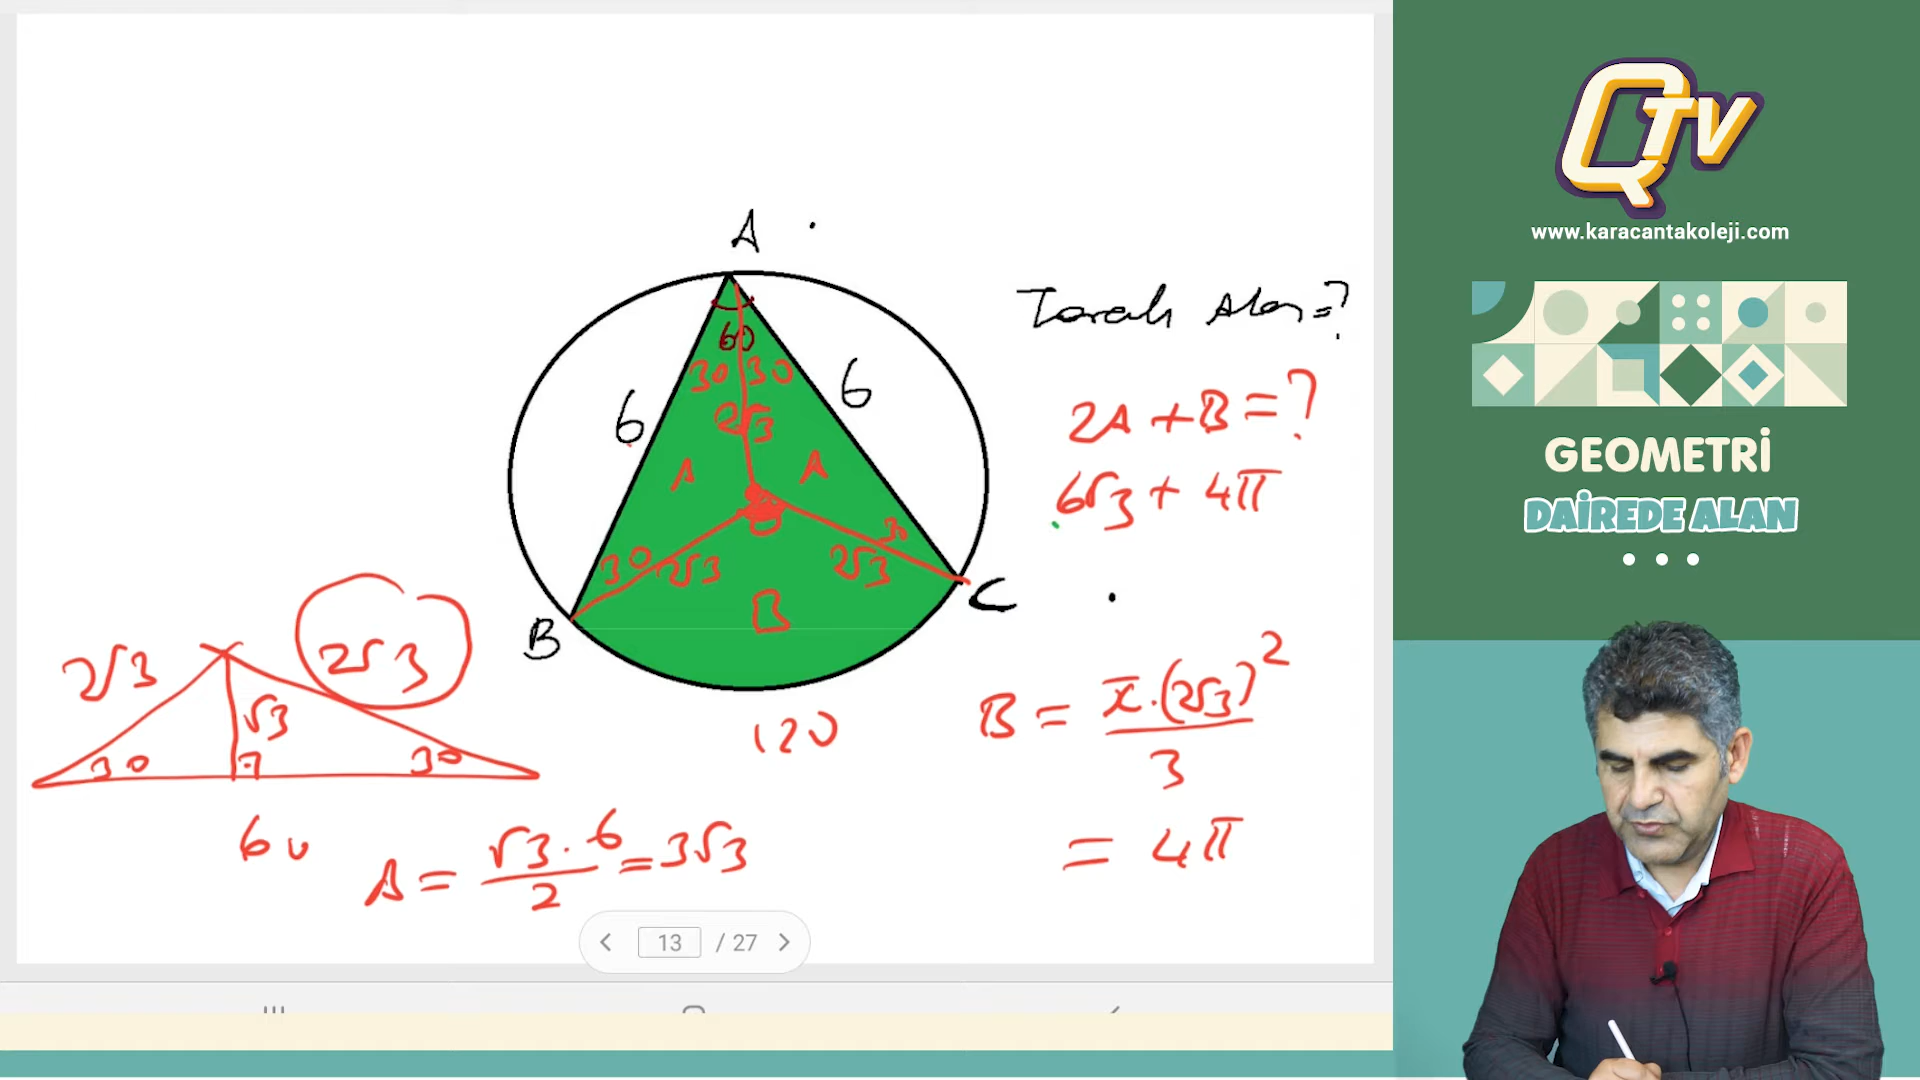 A
Taralı Alan=?
60
30 30
6
6
2√3
2A + B = ?
A A
6√3 + 4π
30
30
2√3
2√3
B
C
B
2√3
2√3
√3
30
30
6
120
B = π.(2√3)²
3
= 4π
A = √3.6 = 3√3
2
13 / 27
QTV
www.karacantakoleji.com
GEOMETRİ
DAİREDE ALAN